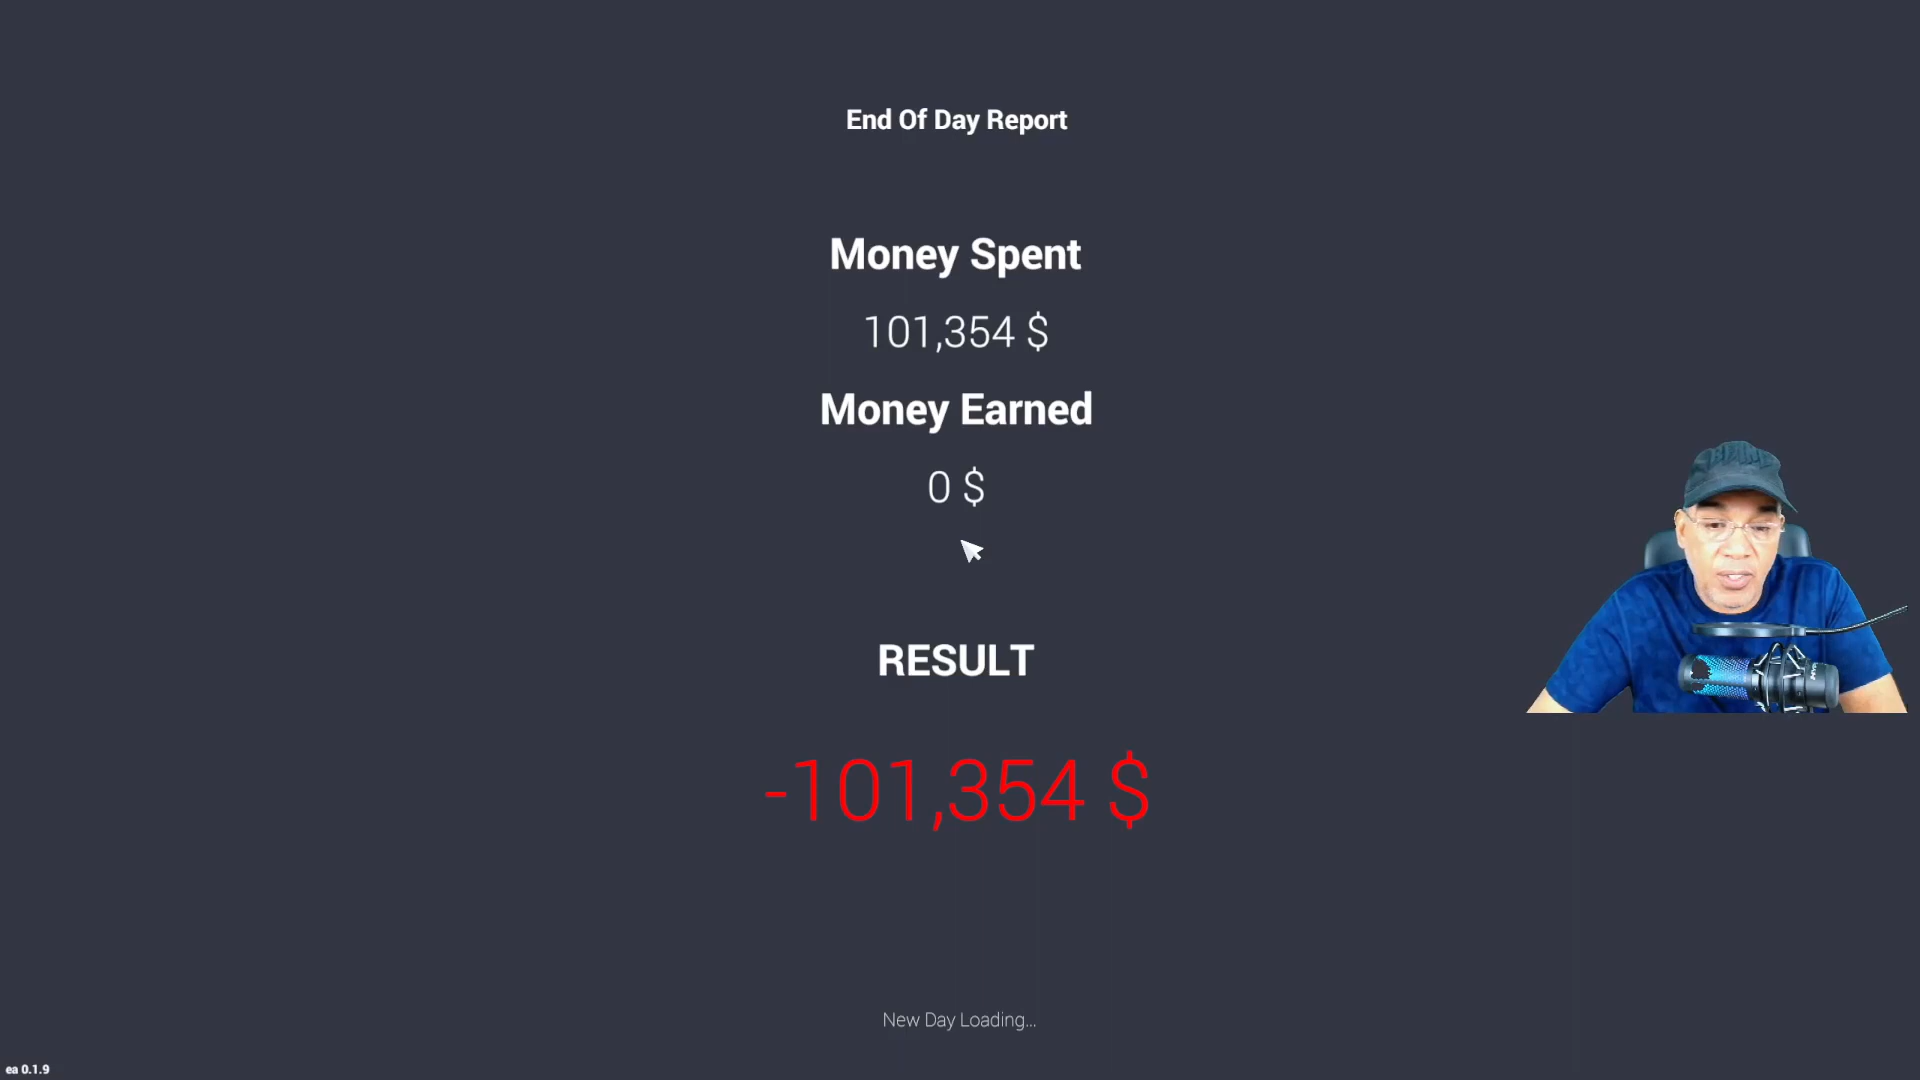 End Of Day Report
Money Spent
101,354 $
Money Earned
0 $
RESULT
-101,354 $
New Day Loading...
ea 0.1.9